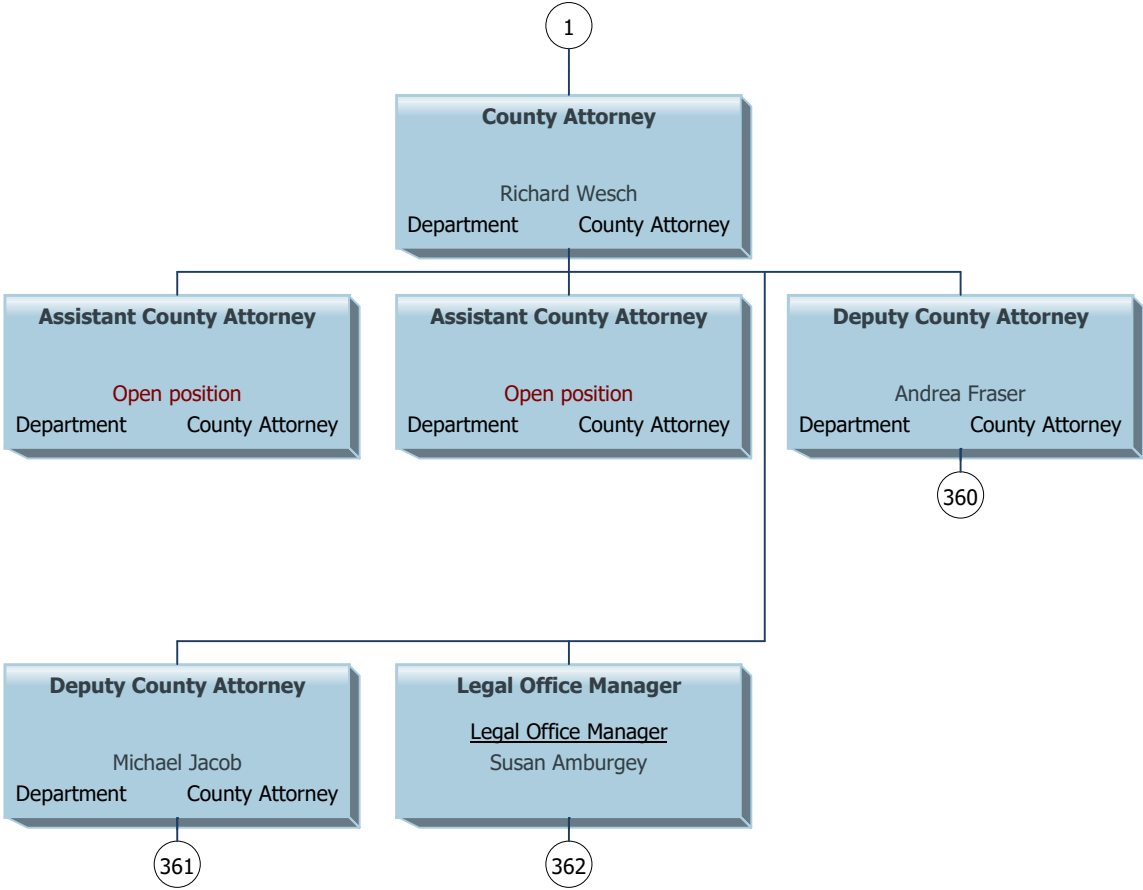 1
County Attorney
Richard Wesch
Department County Attorney
Assistant County Attorney
Open position
Department County Attorney
Assistant County Attorney
Open position
Department County Attorney
Deputy County Attorney
Andrea Fraser
Department County Attorney
360
Deputy County Attorney
Michael Jacob
Department County Attorney
361
Legal Office Manager
Legal Office Manager
Susan Amburgey
362